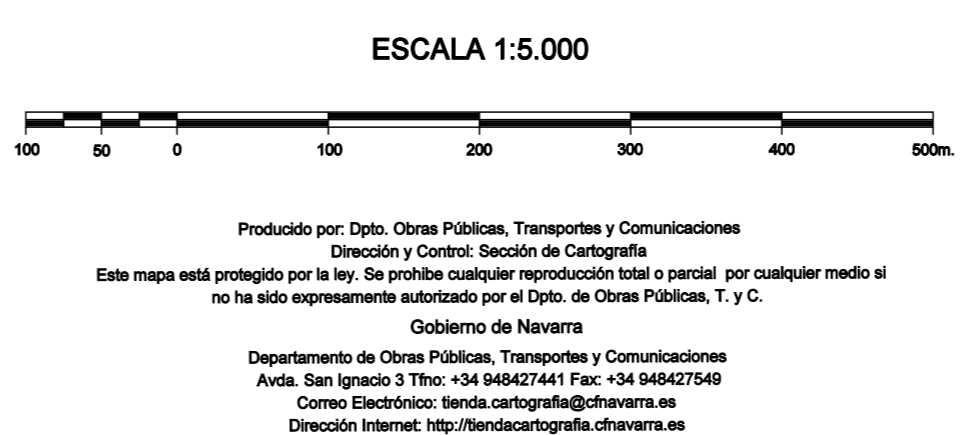 ESCALA 1:5.000
100 50 0 100 200 300 400 500m.
Producido por: Dpto. Obras Públicas, Transportes y Comunicaciones
Dirección y Control: Sección de Cartografía
Este mapa está protegido por la ley. Se prohibe cualquier reproducción total o parcial por cualquier medio si
no ha sido expresamente autorizado por el Dpto. de Obras Públicas, T. y C.
Gobierno de Navarra
Departamento de Obras Públicas, Transportes y Comunicaciones
Avda. San Ignacio 3 Tfno: +34 948427441 Fax: +34 948427549
Correo Electrónico: tienda.cartografia@cfnavarra.es
Dirección Internet: http://tiendacartografia.cfnavarra.es